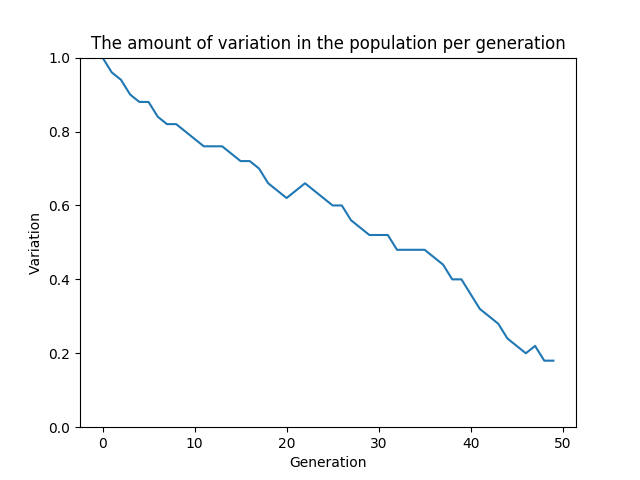 The amount of variation in the population per generation
1.0
0.8
0.6
0.4
0.2
0.0
Variation
0 10 20 30 40 50
Generation